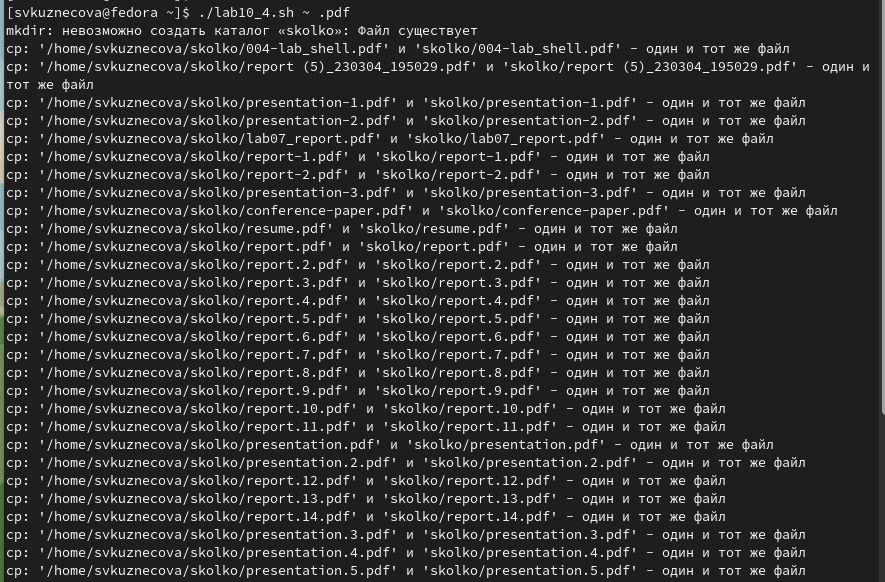 [svkuznecova@fedora ~]$ ./lab10_4.sh ~ .pdf
mkdir: невозможно создать каталог «skolko»: Файл существует
cp: '/home/svkuznecova/skolko/004-lab_shell.pdf' и 'skolko/004-lab_shell.pdf' - один и тот же файл
cp: '/home/svkuznecova/skolko/report (5)_230304_195029.pdf' и 'skolko/report (5)_230304_195029.pdf' - один и
тот же файл
cp: '/home/svkuznecova/skolko/presentation-1.pdf' и 'skolko/presentation-1.pdf' - один и тот же файл
cp: '/home/svkuznecova/skolko/presentation-2.pdf' и 'skolko/presentation-2.pdf' - один и тот же файл
cp: '/home/svkuznecova/skolko/lab07_report.pdf' и 'skolko/lab07_report.pdf' - один и тот же файл
cp: '/home/svkuznecova/skolko/report-1.pdf' и 'skolko/report-1.pdf' - один и тот же файл
cp: '/home/svkuznecova/skolko/report-2.pdf' и 'skolko/report-2.pdf' - один и тот же файл
cp: '/home/svkuznecova/skolko/presentation-3.pdf' и 'skolko/presentation-3.pdf' - один и тот же файл
cp: '/home/svkuznecova/skolko/conference-paper.pdf' и 'skolko/conference-paper.pdf' - один и тот же файл
cp: '/home/svkuznecova/skolko/resume.pdf' и 'skolko/resume.pdf' - один и тот же файл
cp: '/home/svkuznecova/skolko/report.pdf' и 'skolko/report.pdf' - один и тот же файл
cp: '/home/svkuznecova/skolko/report.2.pdf' и 'skolko/report.2.pdf' - один и тот же файл
cp: '/home/svkuznecova/skolko/report.3.pdf' и 'skolko/report.3.pdf' - один и тот же файл
cp: '/home/svkuznecova/skolko/report.4.pdf' и 'skolko/report.4.pdf' - один и тот же файл
cp: '/home/svkuznecova/skolko/report.5.pdf' и 'skolko/report.5.pdf' - один и тот же файл
cp: '/home/svkuznecova/skolko/report.6.pdf' и 'skolko/report.6.pdf' - один и тот же файл
cp: '/home/svkuznecova/skolko/report.7.pdf' и 'skolko/report.7.pdf' - один и тот же файл
cp: '/home/svkuznecova/skolko/report.8.pdf' и 'skolko/report.8.pdf' - один и тот же файл
cp: '/home/svkuznecova/skolko/report.9.pdf' и 'skolko/report.9.pdf' - один и тот же файл
cp: '/home/svkuznecova/skolko/report.10.pdf' и 'skolko/report.10.pdf' - один и тот же файл
cp: '/home/svkuznecova/skolko/report.11.pdf' и 'skolko/report.11.pdf' - один и тот же файл
cp: '/home/svkuznecova/skolko/presentation.pdf' и 'skolko/presentation.pdf' - один и тот же файл
cp: '/home/svkuznecova/skolko/presentation.2.pdf' и 'skolko/presentation.2.pdf' - один и тот же файл
cp: '/home/svkuznecova/skolko/report.12.pdf' и 'skolko/report.12.pdf' - один и тот же файл
cp: '/home/svkuznecova/skolko/report.13.pdf' и 'skolko/report.13.pdf' - один и тот же файл
cp: '/home/svkuznecova/skolko/report.14.pdf' и 'skolko/report.14.pdf' - один и тот же файл
cp: '/home/svkuznecova/skolko/presentation.3.pdf' и 'skolko/presentation.3.pdf' - один и тот же файл
cp: '/home/svkuznecova/skolko/presentation.4.pdf' и 'skolko/presentation.4.pdf' - один и тот же файл
cp: '/home/svkuznecova/skolko/presentation.5.pdf' и 'skolko/presentation.5.pdf' - один и тот же файл